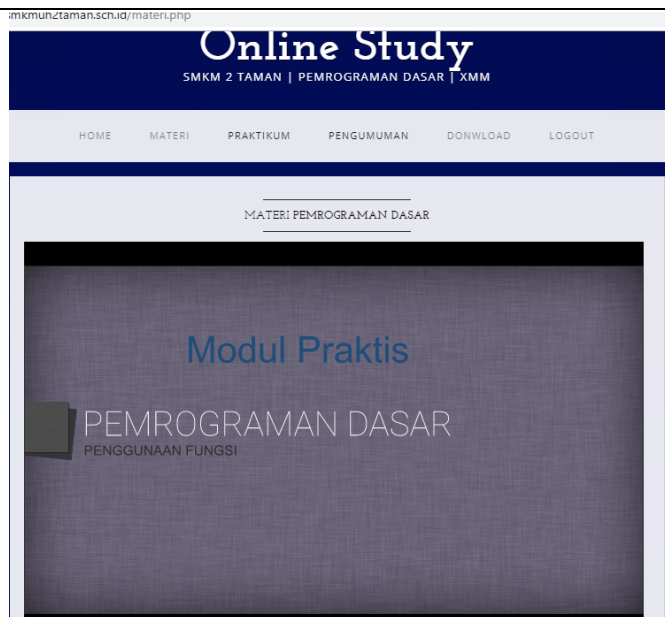 smkmuh2taman.sch.id/materi.php
Online Study
SMKM 2 TAMAN | PEMROGRAMAN DASAR | XMM
HOME MATERI PRAKTIKUM PENGUMUMAN DONWLOAD LOGOUT
MATERI PEMROGRAMAN DASAR
Modul Praktis
PEMROGRAMAN DASAR
PENGGUNAAN FUNGSI